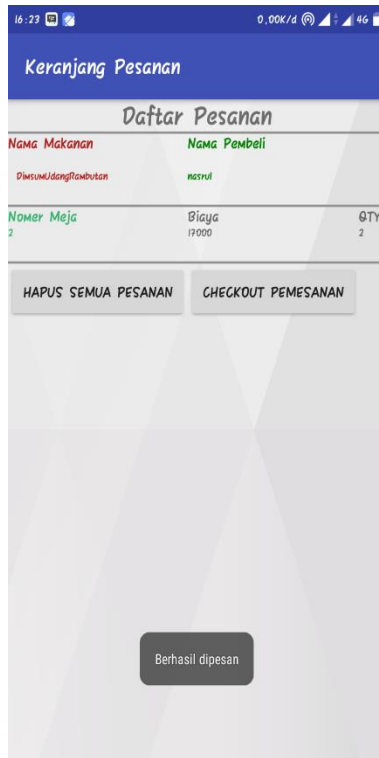 16:23 0,00K/d 4G
Keranjang Pesanan
Daftar Pesanan
Nama Makanan Nama Pembeli
DimsumUdangRambutan nasrul
Nomer Meja Biaya QTY
2 17000 2
HAPUS SEMUA PESANAN CHECKOUT PEMESANAN
Berhasil dipesan